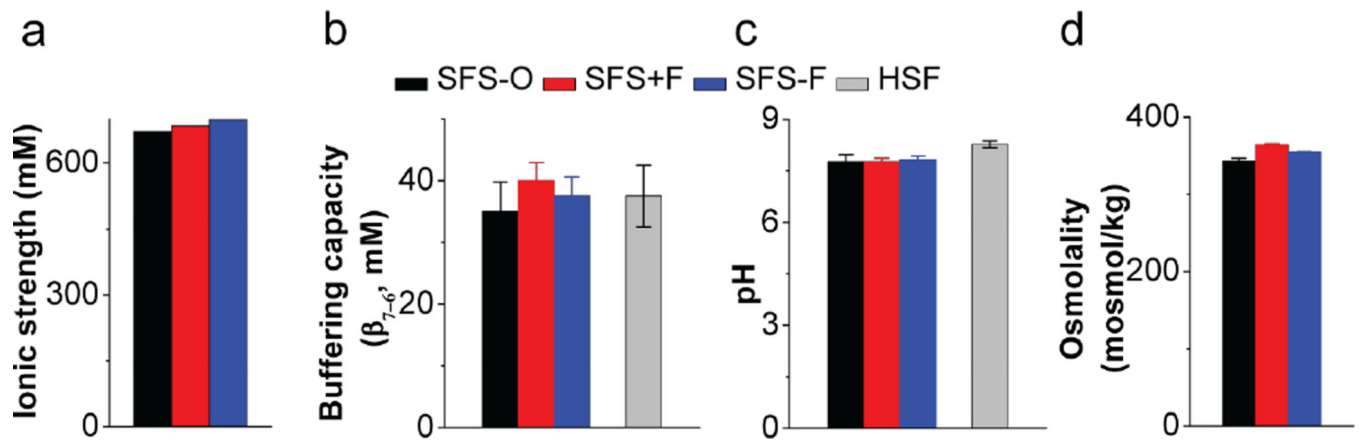 a
b
c
d
SFS-O SFS+F SFS-F HSF
Ionic strength (mM)
600
300
0
Buffering capacity
(β7–6, mM)
40
20
0
pH
9
6
3
0
Osmolality
(mosmol/kg)
400
200
0